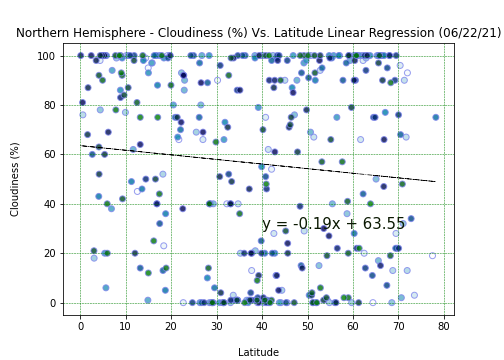 Northern Hemisphere - Cloudiness (%) Vs. Latitude Linear Regression (06/22/21)
100
80
60
40
20
0
Cloudiness (%)
y = -0.19x + 63.55
0 10 20 30 40 50 60 70 80
Latitude